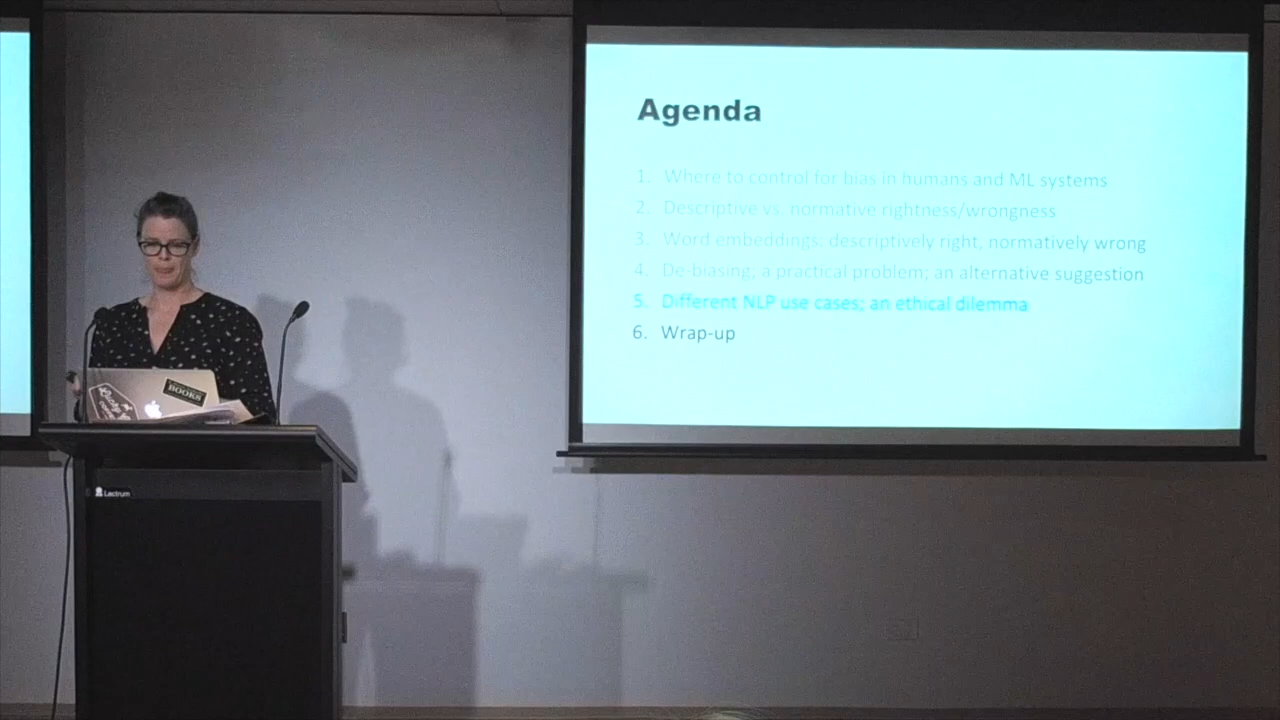 Agenda
1. Where to control for bias in humans and ML systems
2. Descriptive vs. normative rightness/wrongness
3. Word embeddings: descriptively right, normatively wrong
4. De-biasing; a practical problem; an alternative suggestion
5. Different NLP use cases; an ethical dilemma
6. Wrap-up
BOOKS
Lectrum